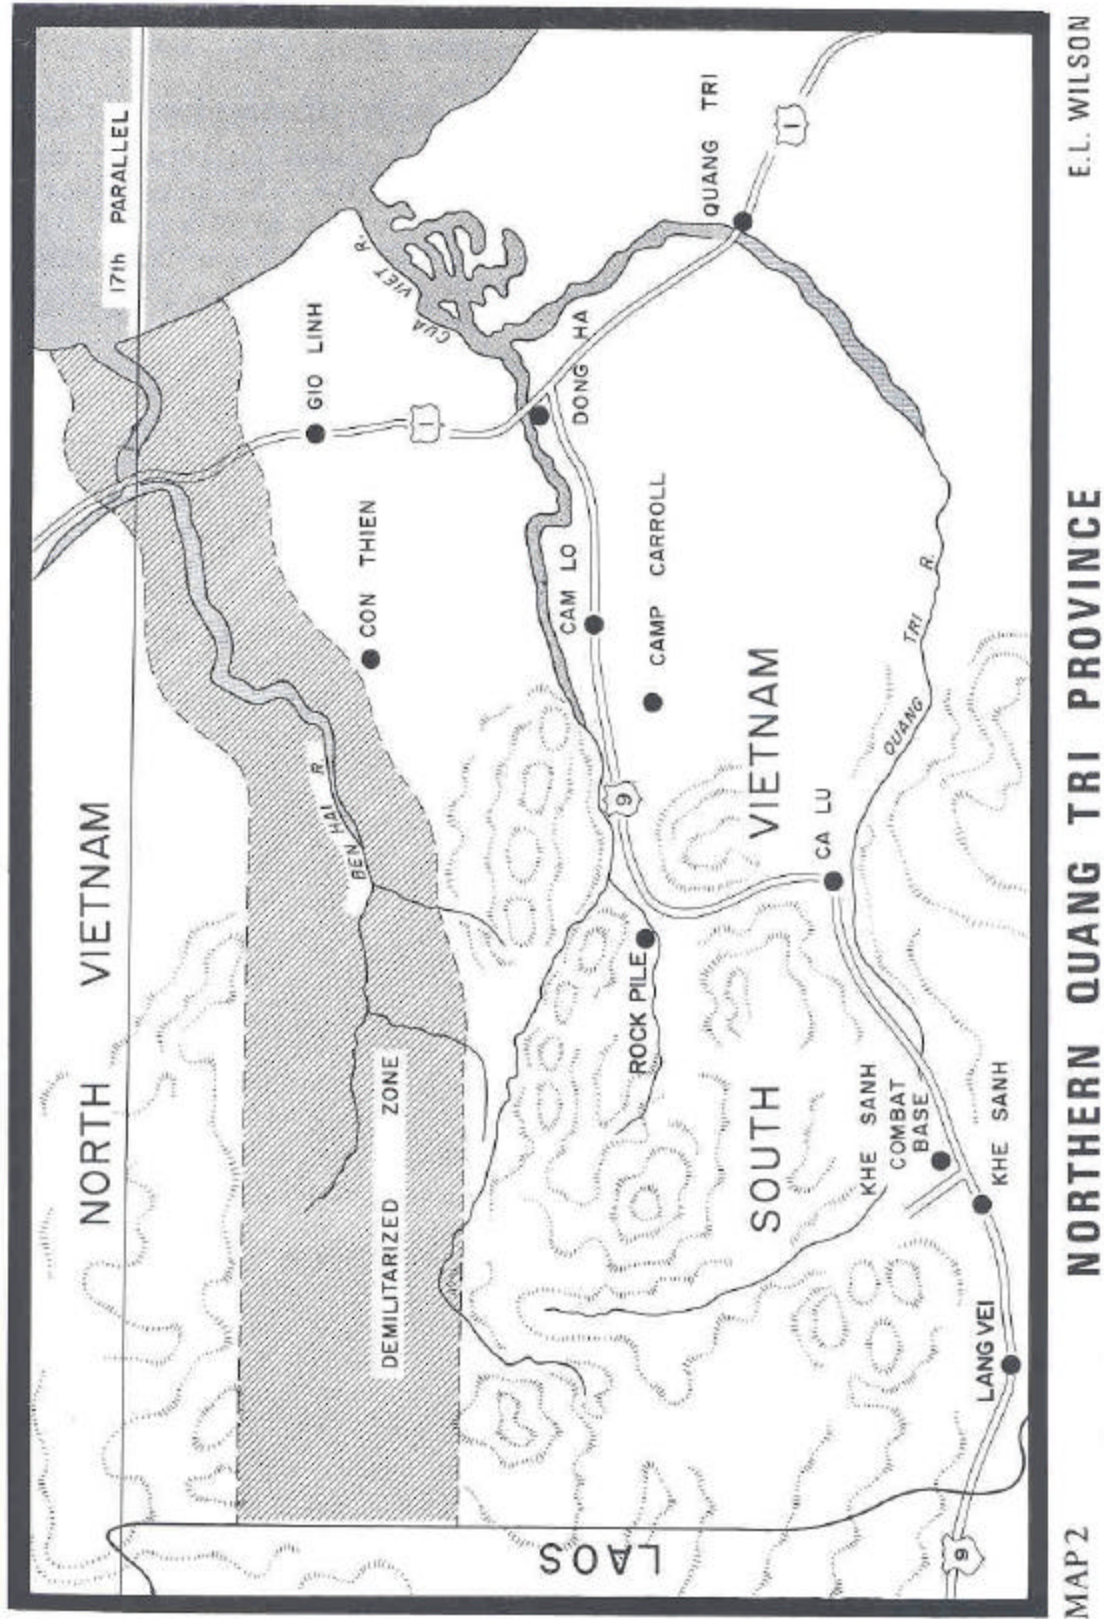 17th PARALLEL
NORTH VIETNAM
GIO LINH
1
CUA VIET R.
QUANG TRI
1
DONG HA
CON THIEN
CAM LO
CAMP CARROLL
BEN HAI R.
9
SOUTH VIETNAM
QUANG TRI R.
CA LU
ROCK PILE
DEMILITARIZED ZONE
KHE SANH
COMBAT
BASE
KHE SANH
LANG VEI
LAOS
9
MAP 2
NORTHERN QUANG TRI PROVINCE
E.L. WILSON